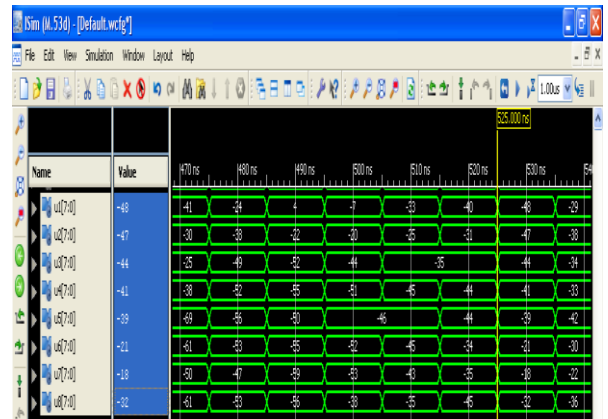 ISim (M.53d) - [Default.wcfg*]
File Edit View Simulation Window Layout Help
1.00us
525.000 ns
Name Value 470 ns 480 ns 490 ns 500 ns 510 ns 520 ns 530 ns 54
u1[7:0] -48 -41 -24 4 -7 -33 -40 -48 -29
u2[7:0] -47 -30 -38 -22 -20 -25 -31 -47 -38
u3[7:0] -44 -25 -49 -52 -44 -35 -44 -34
u4[7:0] -41 -38 -52 -55 -51 -45 -44 -41 -33
u5[7:0] -39 -69 -56 -50 -46 -44 -39 -42
u6[7:0] -21 -61 -53 -55 -52 -45 -34 -21 -30
u7[7:0] -18 -50 -47 -59 -53 -43 -35 -18 -22
u8[7:0] -32 -61 -53 -56 -38 -35 -45 -32 -36